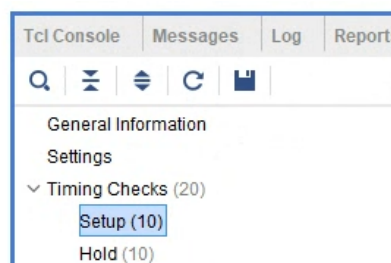 Tcl Console Messages Log Report
General Information
Settings
Timing Checks (20)
Setup (10)
Hold (10)